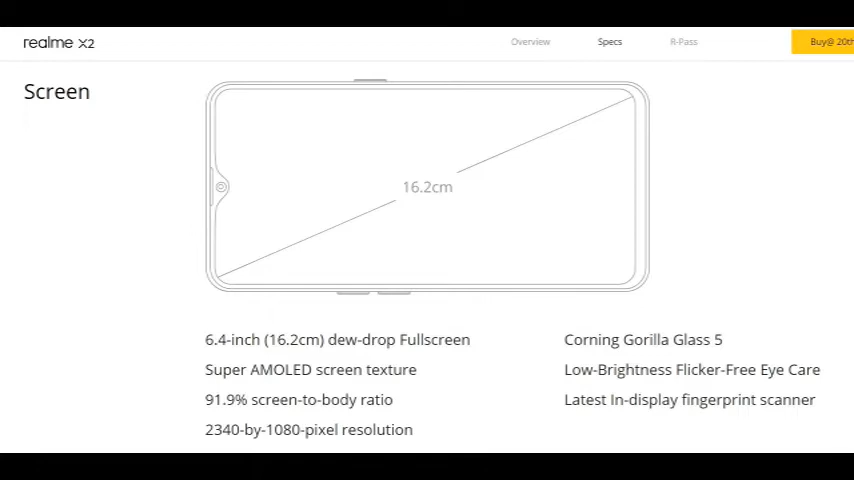 realme X2
Overview Specs R-Pass Buy@ 20th
Screen
16.2cm
6.4-inch (16.2cm) dew-drop Fullscreen
Super AMOLED screen texture
91.9% screen-to-body ratio
2340-by-1080-pixel resolution
Corning Gorilla Glass 5
Low-Brightness Flicker-Free Eye Care
Latest In-display fingerprint scanner